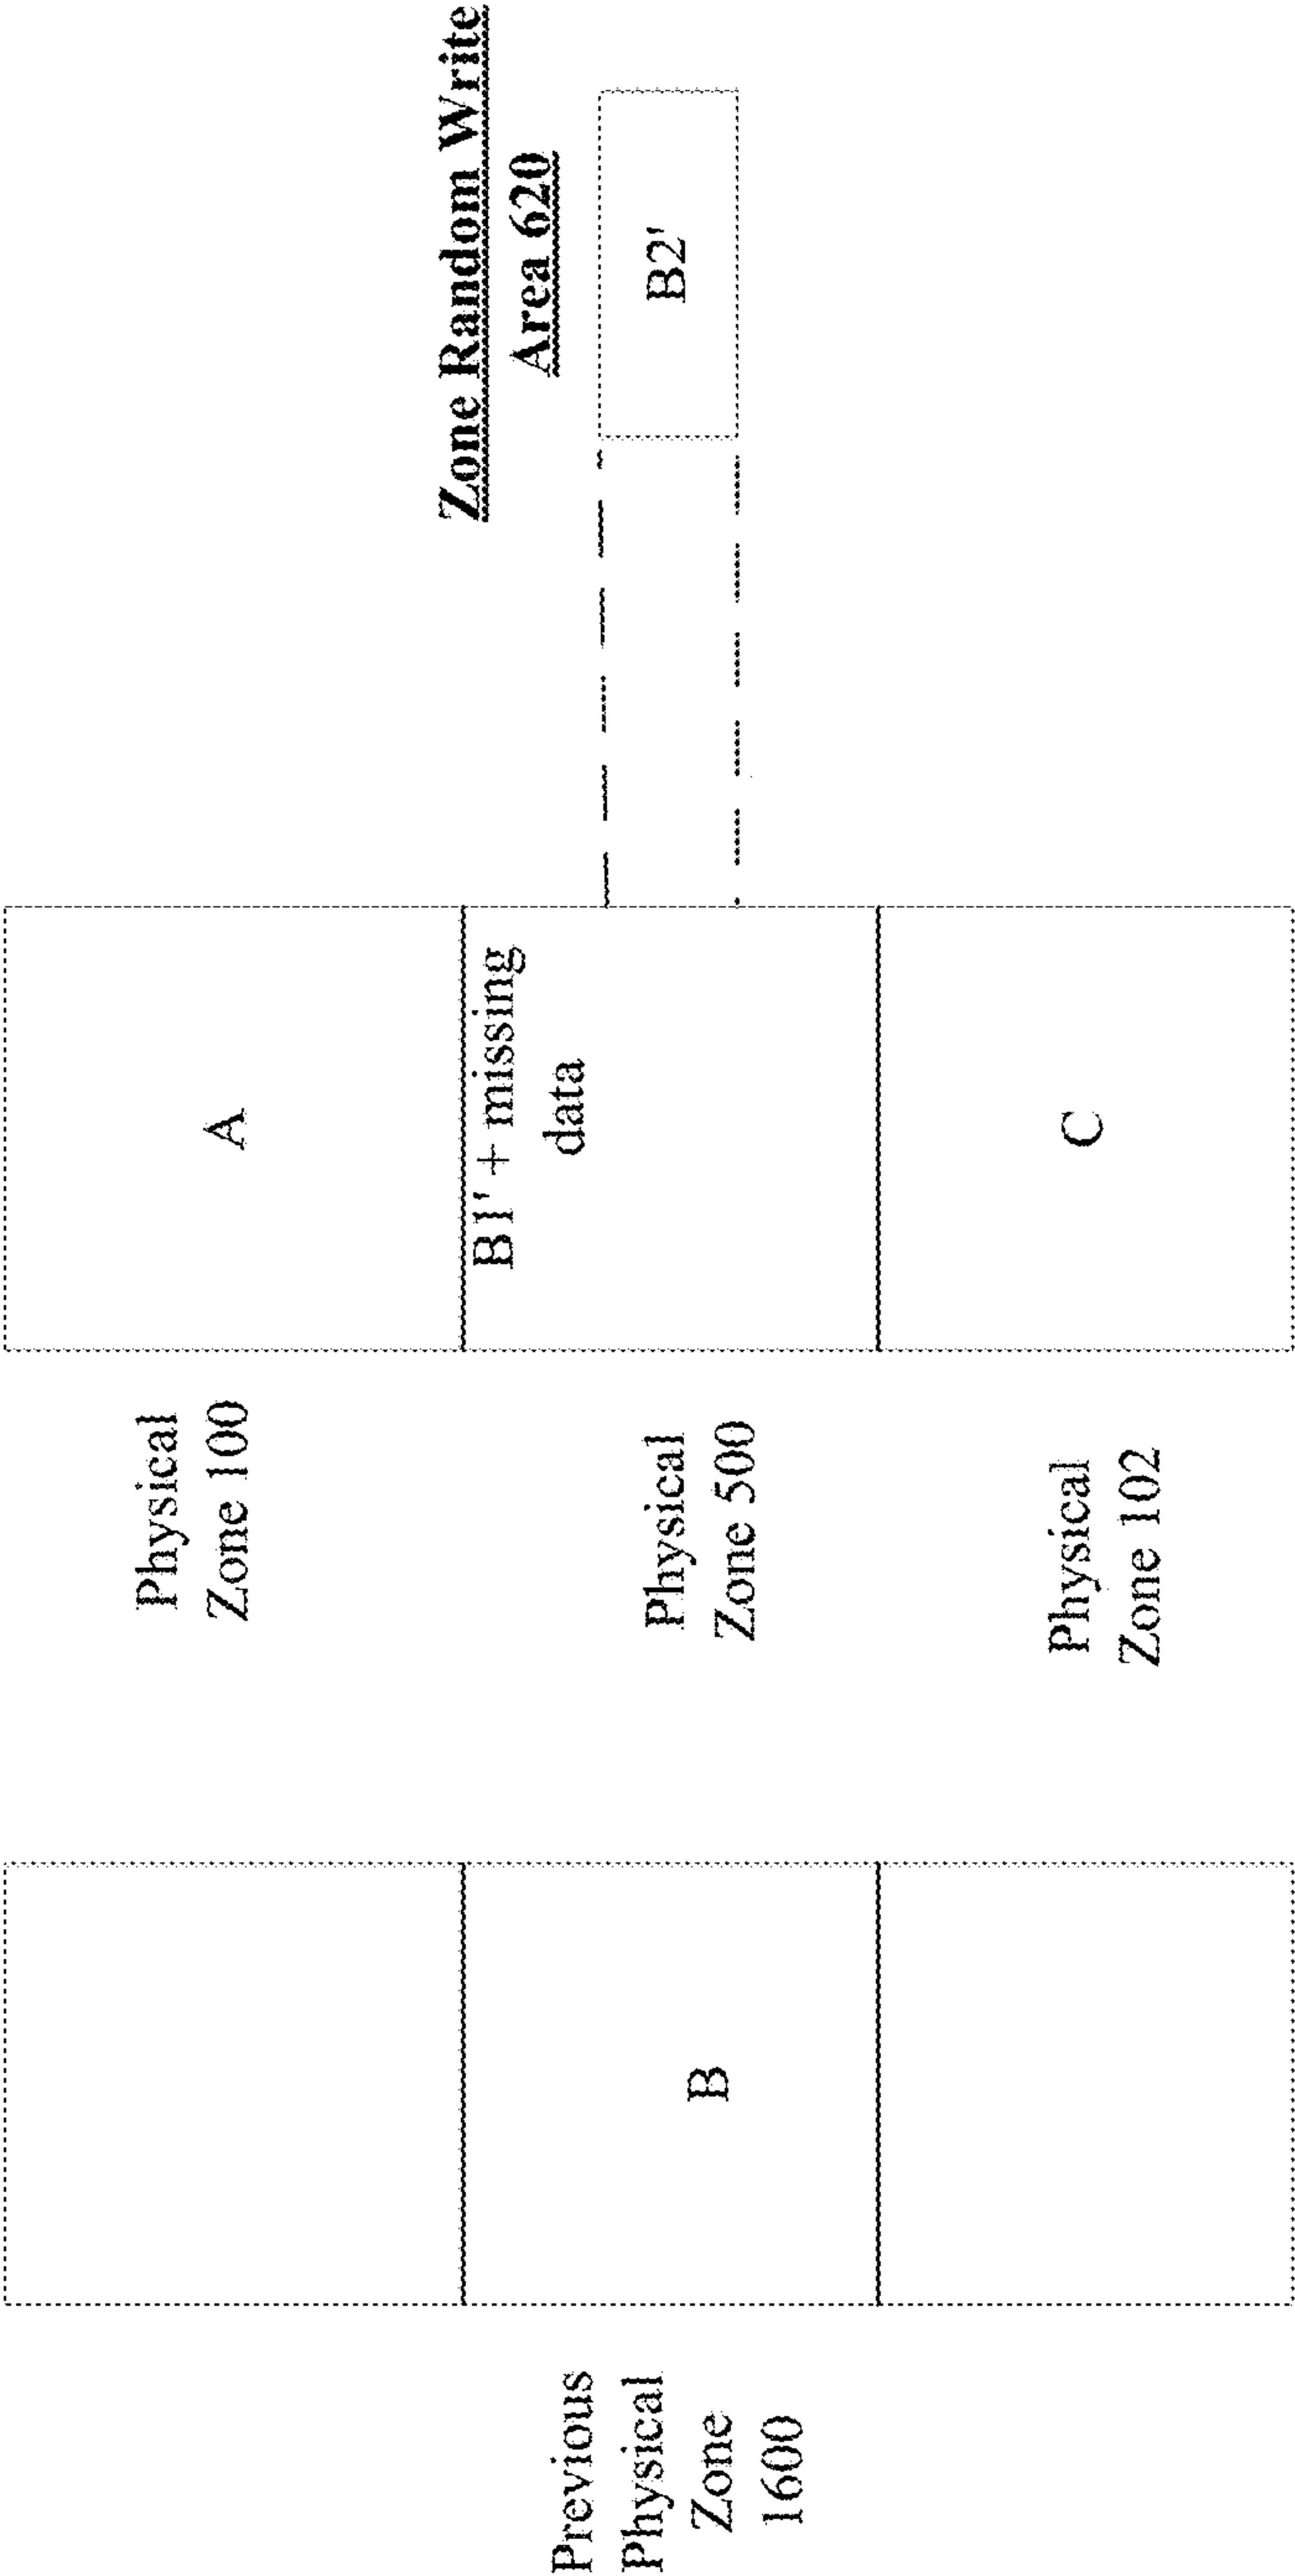 Zone Random Write
Area 620
Physical
Zone 100
A
Previous
Physical
Zone
1600
B
Physical
Zone 500
B1' + missing
data
B2'
Physical
Zone 102
C